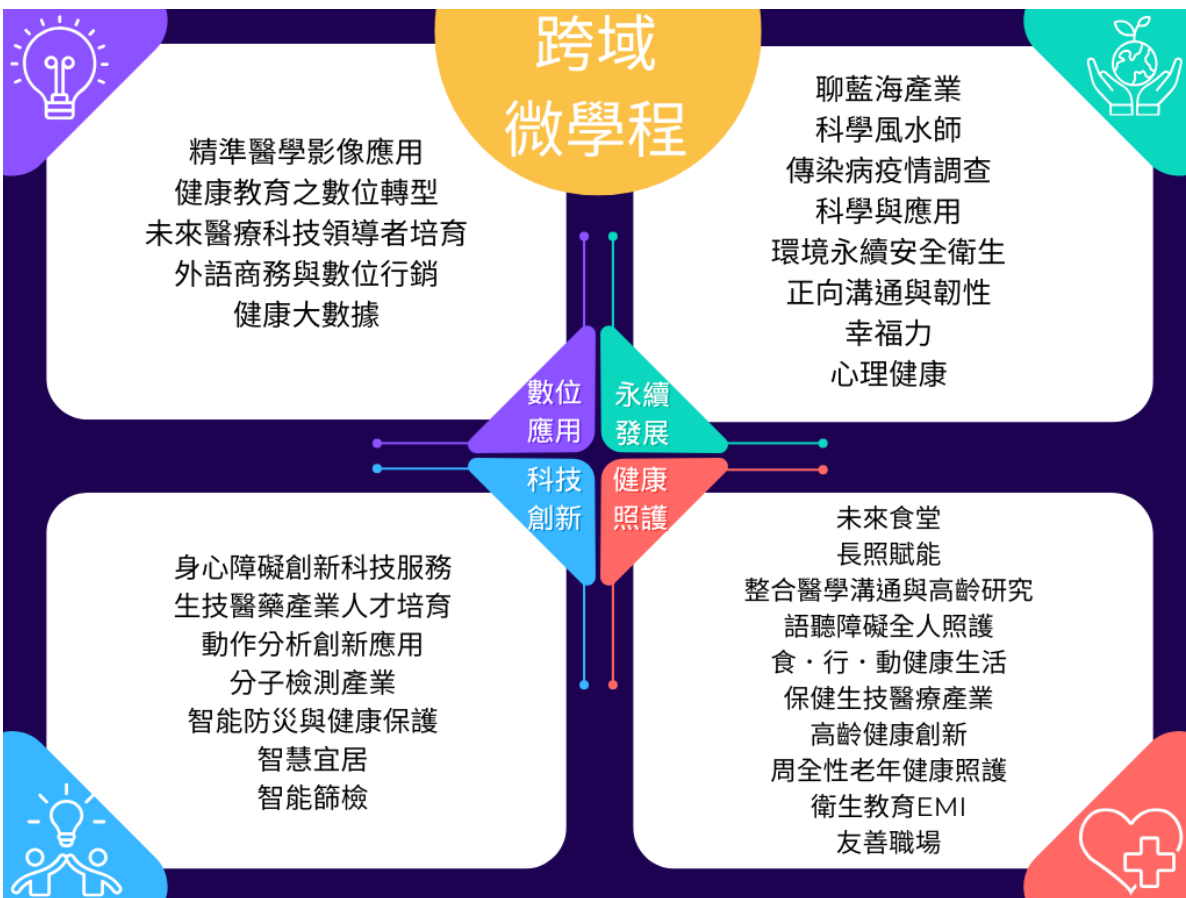 跨域
微學程
精準醫學影像應用
健康教育之數位轉型
未來醫療科技領導者培育
外語商務與數位行銷
健康大數據
聊藍海產業
科學風水師
傳染病疫情調查
科學與應用
環境永續安全衛生
正向溝通與韌性
幸福力
心理健康
數位
應用
永續
發展
科技
創新
健康
照護
身心障礙創新科技服務
生技醫藥產業人才培育
動作分析創新應用
分子檢測產業
智能防災與健康保護
智慧宜居
智能篩檢
未來食堂
長照賦能
整合醫學溝通與高齡研究
語聽障礙全人照護
食・行・動健康生活
保健生技醫療產業
高齡健康創新
周全性老年健康照護
衛生教育EMI
友善職場